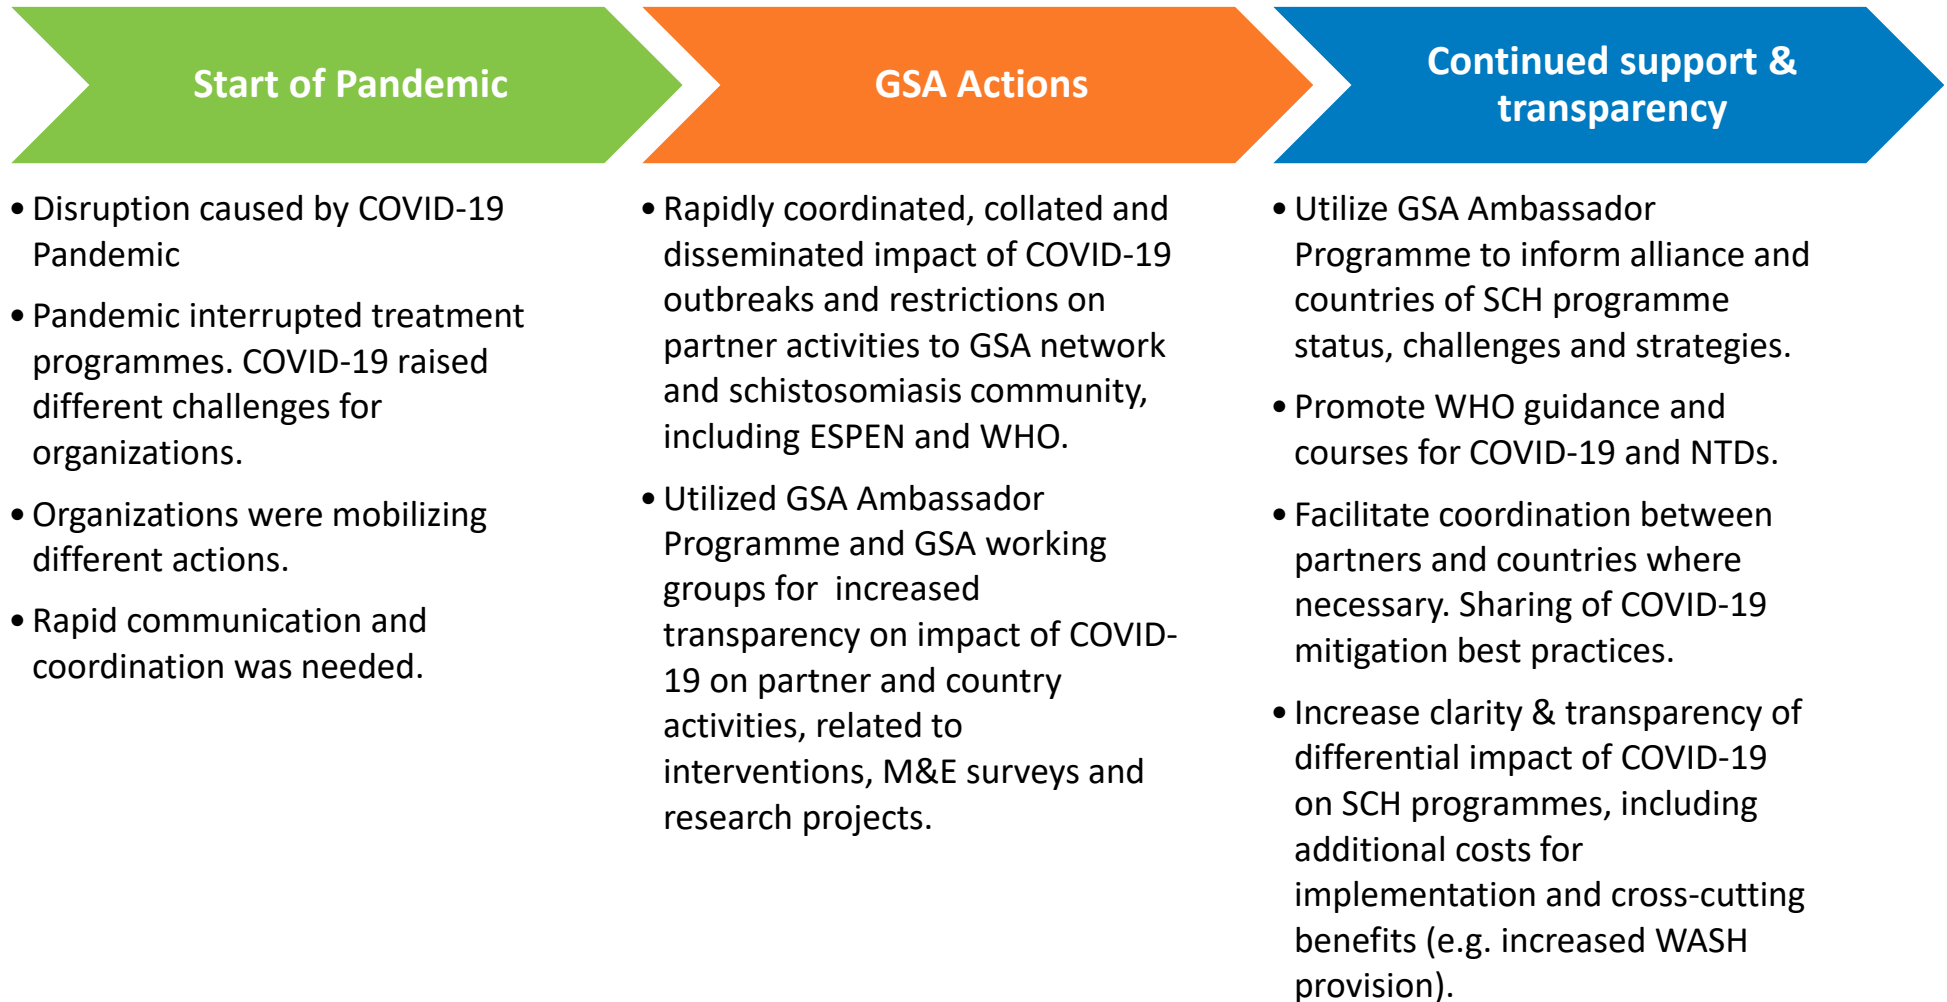 Start of Pandemic
• Disruption caused by COVID-19
Pandemic
• Pandemic interrupted treatment
programmes. COVID-19 raised
different challenges for
organizations.
• Organizations were mobilizing
different actions.
• Rapid communication and
coordination was needed.
GSA Actions
• Rapidly coordinated, collated and
disseminated impact of COVID-19
outbreaks and restrictions on
partner activities to GSA network
and schistosomiasis community,
including ESPEN and WHO.
• Utilized GSA Ambassador
Programme and GSA working
groups for  increased
transparency on impact of COVID-
19 on partner and country
activities, related to
interventions, M&E surveys and
research projects.
Continued support &
transparency
• Utilize GSA Ambassador
Programme to inform alliance and
countries of SCH programme
status, challenges and strategies.
• Promote WHO guidance and
courses for COVID-19 and NTDs.
• Facilitate coordination between
partners and countries where
necessary. Sharing of COVID-19
mitigation best practices.
• Increase clarity & transparency of
differential impact of COVID-19
on SCH programmes, including
additional costs for
implementation and cross-cutting
benefits (e.g. increased WASH
provision).